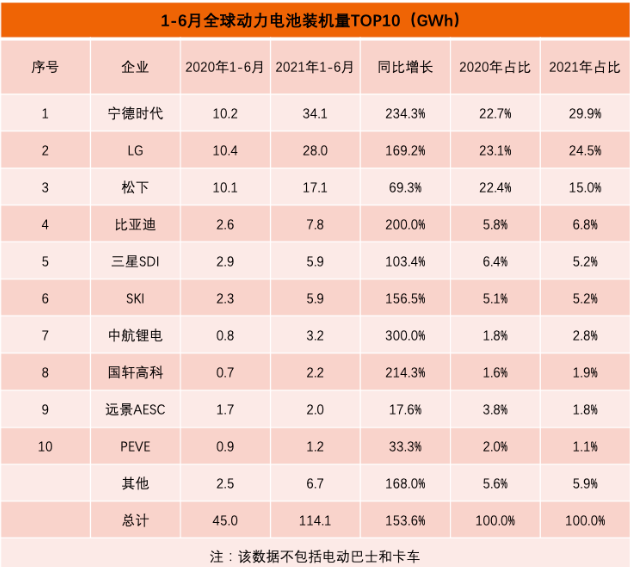 1-6月全球动力电池装机量TOP10（GWh）
序号 企业 2020年1-6月 2021年1-6月 同比增长 2020年占比 2021年占比
1 宁德时代 10.2 34.1 234.3% 22.7% 29.9%
2 LG 10.4 28.0 169.2% 23.1% 24.5%
3 松下 10.1 17.1 69.3% 22.4% 15.0%
4 比亚迪 2.6 7.8 200.0% 5.8% 6.8%
5 三星SDI 2.9 5.9 103.4% 6.4% 5.2%
6 SKI 2.3 5.9 156.5% 5.1% 5.2%
7 中航锂电 0.8 3.2 300.0% 1.8% 2.8%
8 国轩高科 0.7 2.2 214.3% 1.6% 1.9%
9 远景AESC 1.7 2.0 17.6% 3.8% 1.8%
10 PEVE 0.9 1.2 33.3% 2.0% 1.1%
其他 2.5 6.7 168.0% 5.6% 5.9%
总计 45.0 114.1 153.6% 100.0% 100.0%
注：该数据不包括电动巴士和卡车